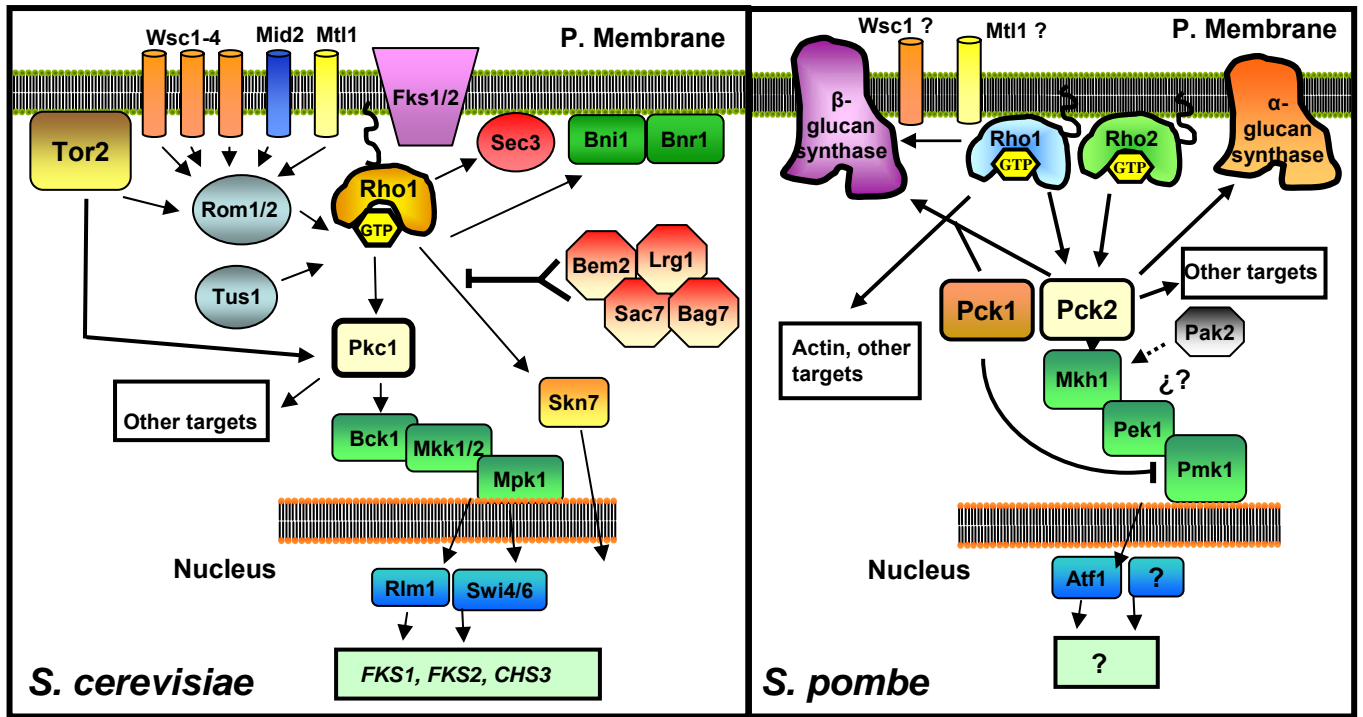 Wsc1-4
Mid2
Mtl1
P. Membrane
Fks1/2
Tor2
Sec3
Bni1
Bnr1
Rom1/2
Rho1
GTP
Tus1
Bem2
Lrg1
Sac7
Bag7
Pkc1
Other targets
Skn7
Bck1
Mkk1/2
Mpk1
Nucleus
Rlm1
Swi4/6
FKS1, FKS2, CHS3
S. cerevisiae
Wsc1 ?
Mtl1 ?
P. Membrane
β-
glucan
synthase
Rho1
GTP
Rho2
GTP
α-
glucan
synthase
Other targets
Pck1
Pck2
Pak2
Actin, other
targets
Mkh1
¿?
Pek1
Pmk1
Nucleus
Atf1
?
?
S. pombe